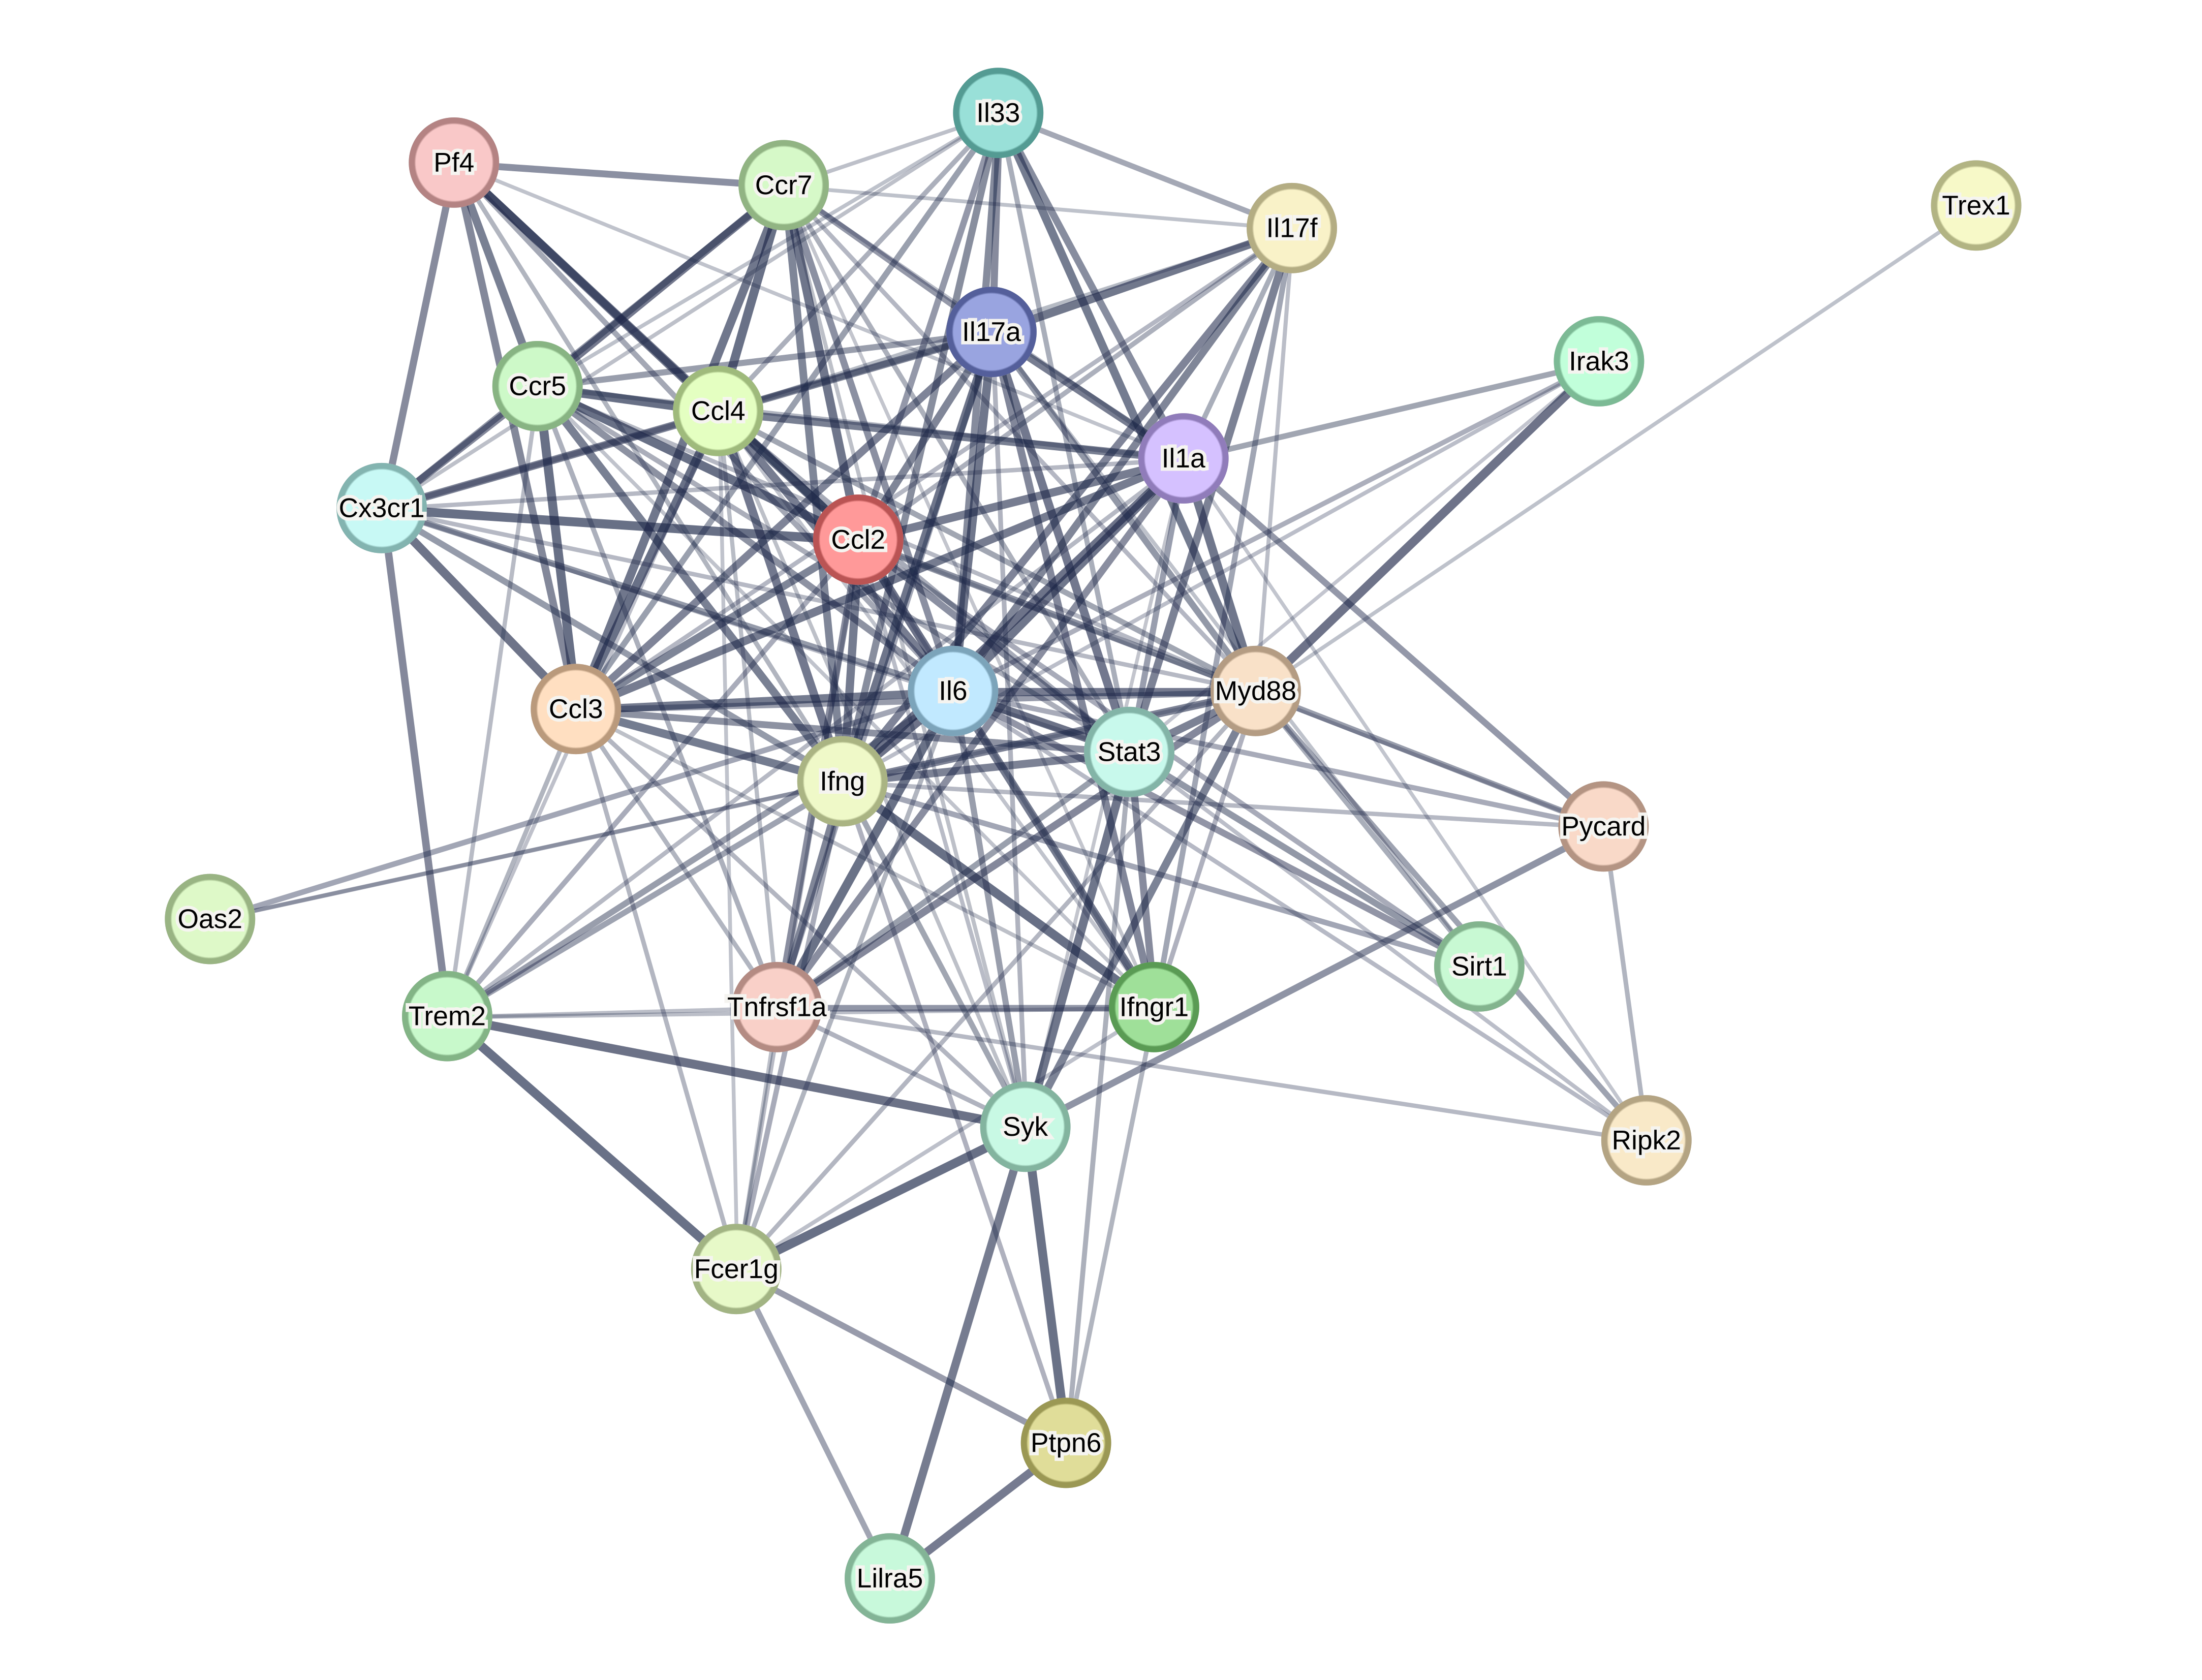 Il33
Pf4
Ccr7
Trex1
Il17f
Il17a
Irak3
Ccr5
Ccl4
Il1a
Cx3cr1
Ccl2
Il6
Myd88
Ccl3
Stat3
Ifng
Pycard
Oas2
Sirt1
Trem2
Tnfrsf1a
Ifngr1
Syk
Ripk2
Fcer1g
Ptpn6
Lilra5